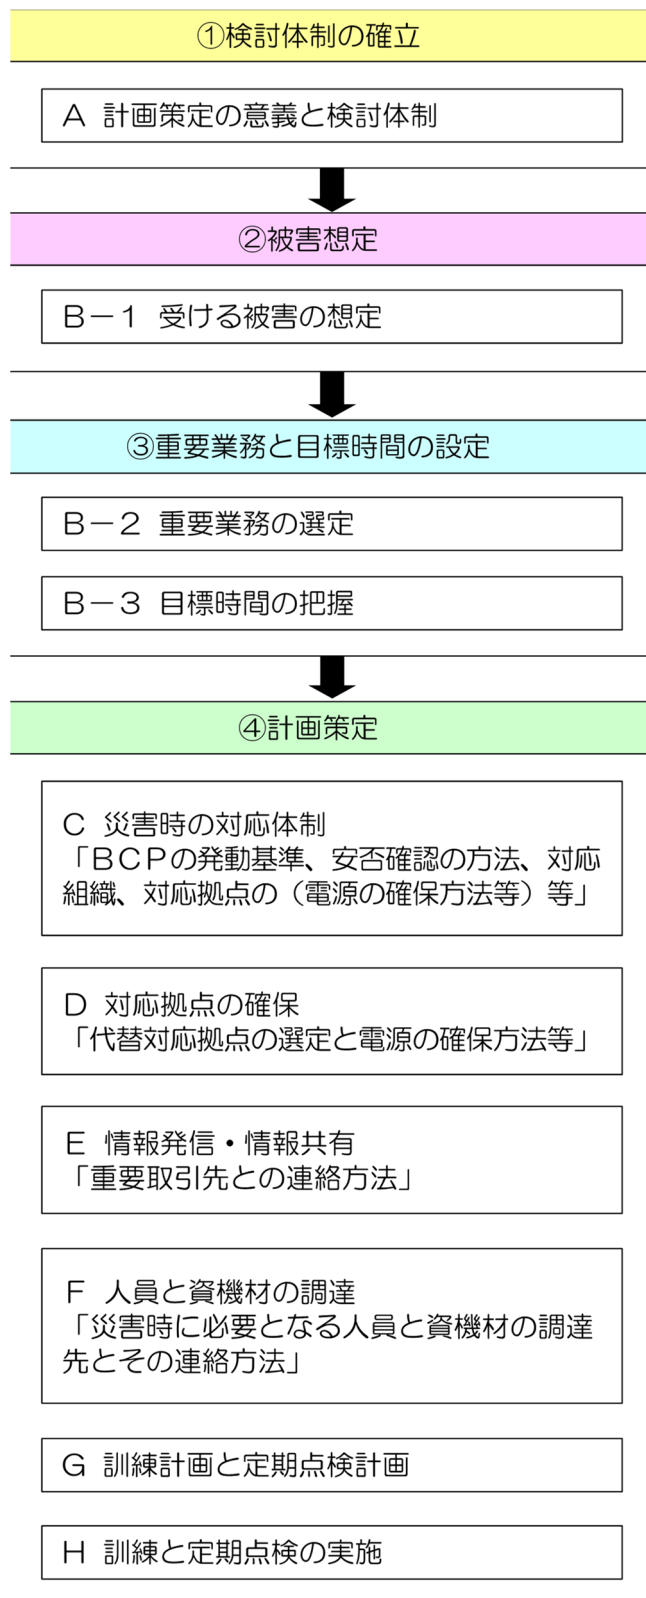 ①検討体制の確立
A 計画策定の意義と検討体制
②被害想定
B－1 受ける被害の想定
③重要業務と目標時間の設定
B－2 重要業務の選定
B－3 目標時間の把握
④計画策定
C 災害時の対応体制
「BCPの発動基準、安否確認の方法、対応
組織、対応拠点の（電源の確保方法等）等」
D 対応拠点の確保
「代替対応拠点の選定と電源の確保方法等」
E 情報発信・情報共有
「重要取引先との連絡方法」
F 人員と資機材の調達
「災害時に必要となる人員と資機材の調達
先とその連絡方法」
G 訓練計画と定期点検計画
H 訓練と定期点検の実施